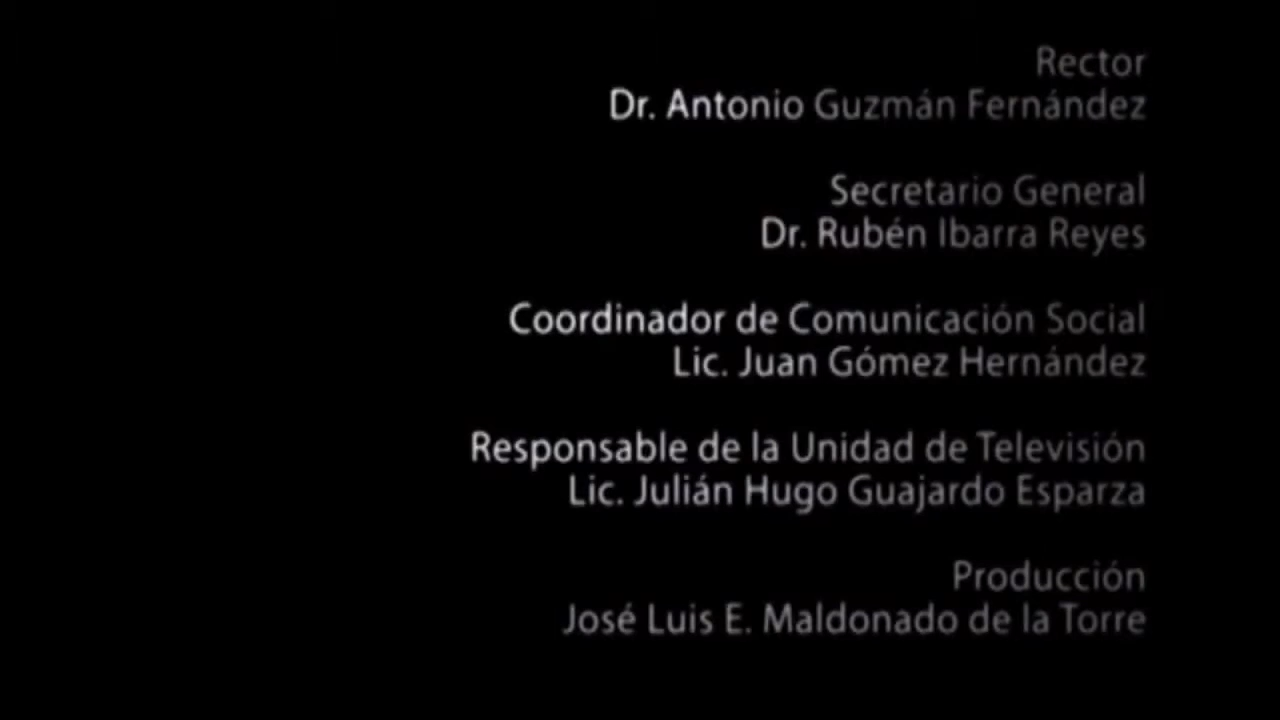 Rector
Dr. Antonio Guzmán Fernández
Secretario General
Dr. Rubén Ibarra Reyes
Coordinador de Comunicación Social
Lic. Juan Gómez Hernández
Responsable de la Unidad de Televisión
Lic. Julián Hugo Guajardo Esparza
Producción
José Luis E. Maldonado de la Torre